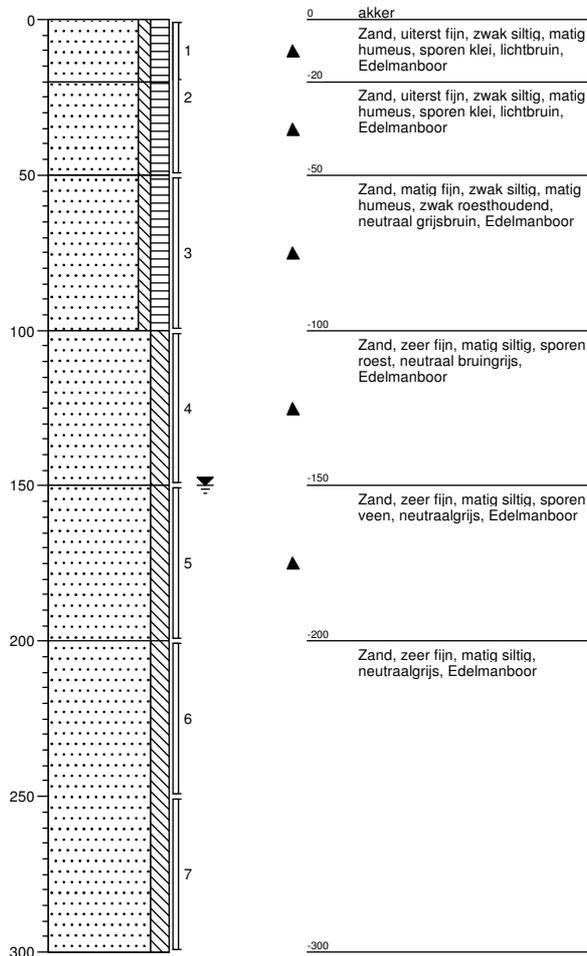 0
50
100
150
200
250
300
1
2
3
4
5
6
7
0 akker
Zand, uiterst fijn, zwak siltig, matig
humeus, sporen klei, lichtbruin,
Edelmanboor
-20
Zand, uiterst fijn, zwak siltig, matig
humeus, sporen klei, lichtbruin,
Edelmanboor
-50
Zand, matig fijn, zwak siltig, matig
humeus, zwak roesthoudend,
neutraal grijsbruin, Edelmanboor
-100
Zand, zeer fijn, matig siltig, sporen
roest, neutraal bruingrijs,
Edelmanboor
-150
Zand, zeer fijn, matig siltig, sporen
veen, neutraalgrijs, Edelmanboor
-200
Zand, zeer fijn, matig siltig,
neutraalgrijs, Edelmanboor
-300